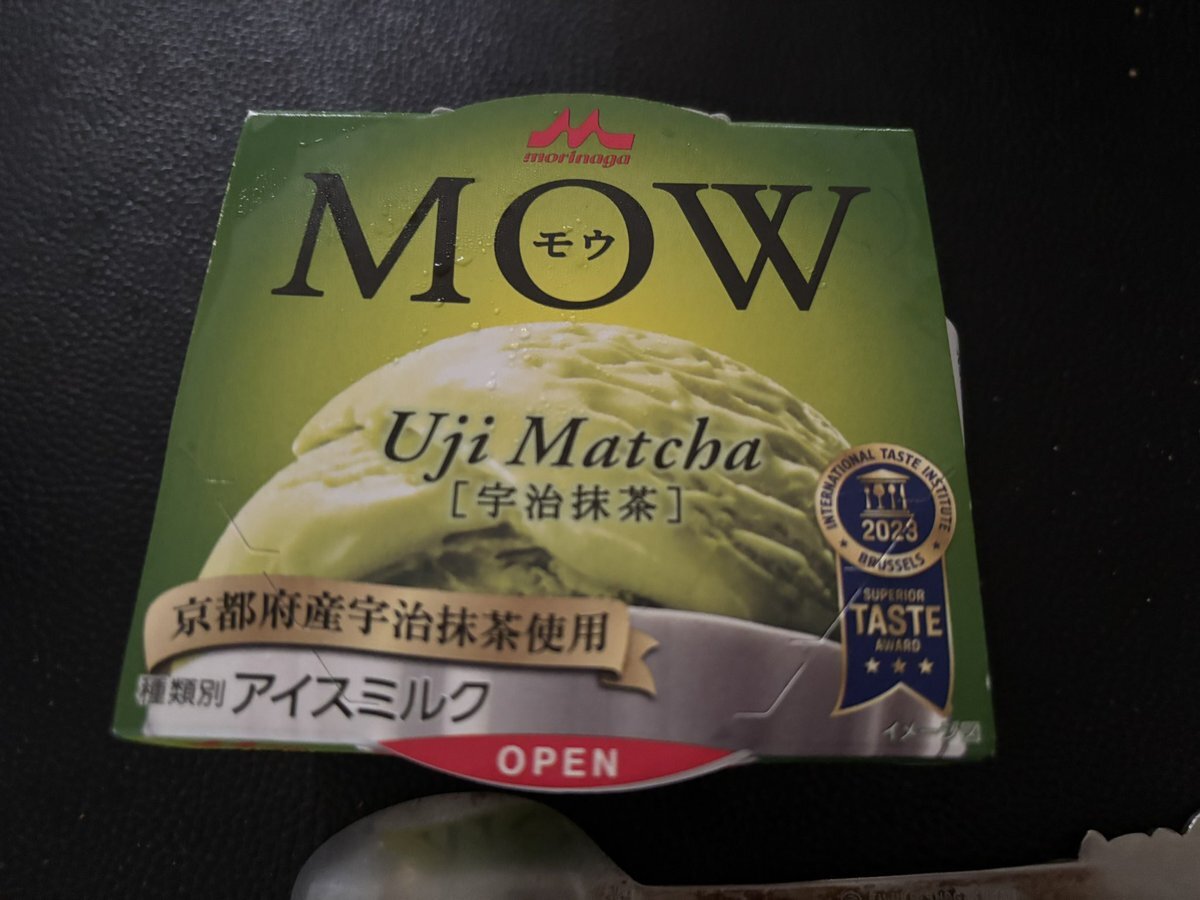 morinaga
MOW
モウ
Uji Matcha
[宇治抹茶]
INTERNATIONAL TASTE INSTITUTE
2023
BRUSSELS
SUPERIOR
TASTE
AWARD
京都府産宇治抹茶使用
種類別 アイスミルク
イメージ
OPEN